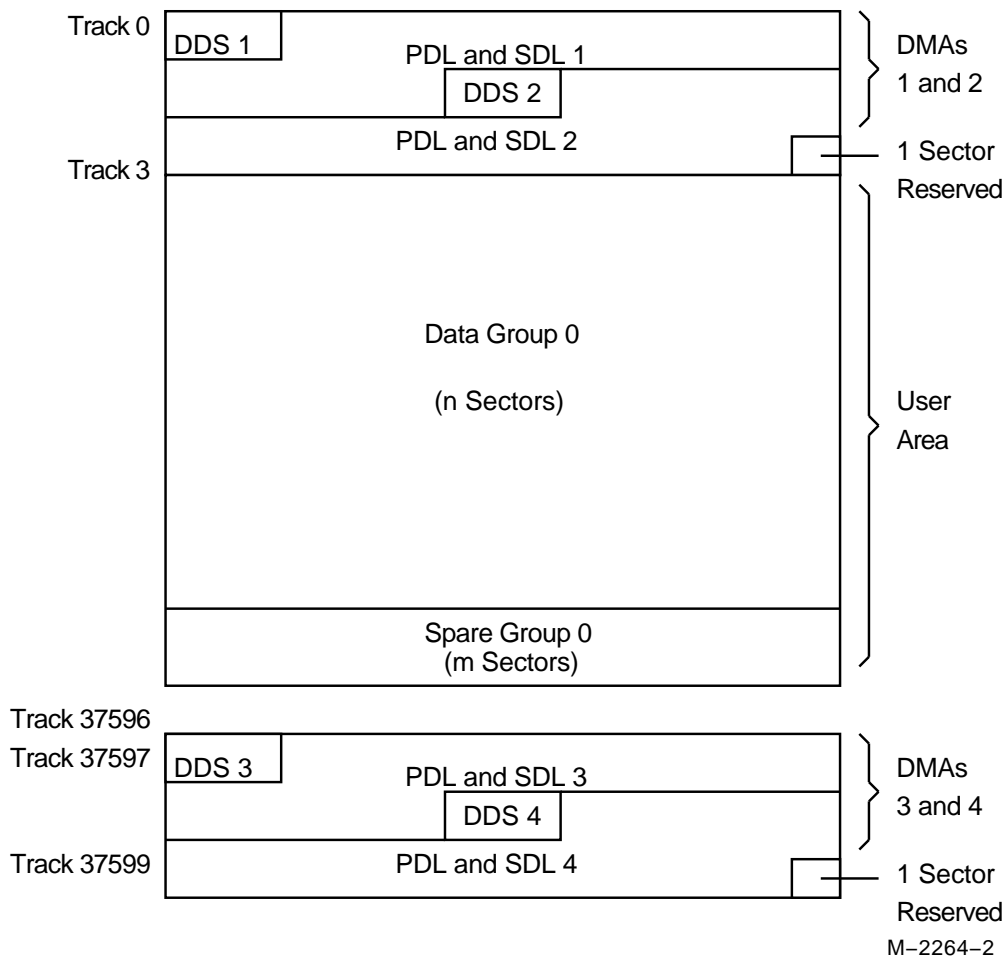 Track 0
DDS 1
PDL and SDL 1
DMAs
1 and 2
DDS 2
PDL and SDL 2
1 Sector
Reserved
Track 3
Data Group 0
(n Sectors)
User
Area
Spare Group 0
(m Sectors)
Track 37596
Track 37597
DDS 3
PDL and SDL 3
DMAs
3 and 4
DDS 4
Track 37599
PDL and SDL 4
1 Sector
Reserved
M−2264−2